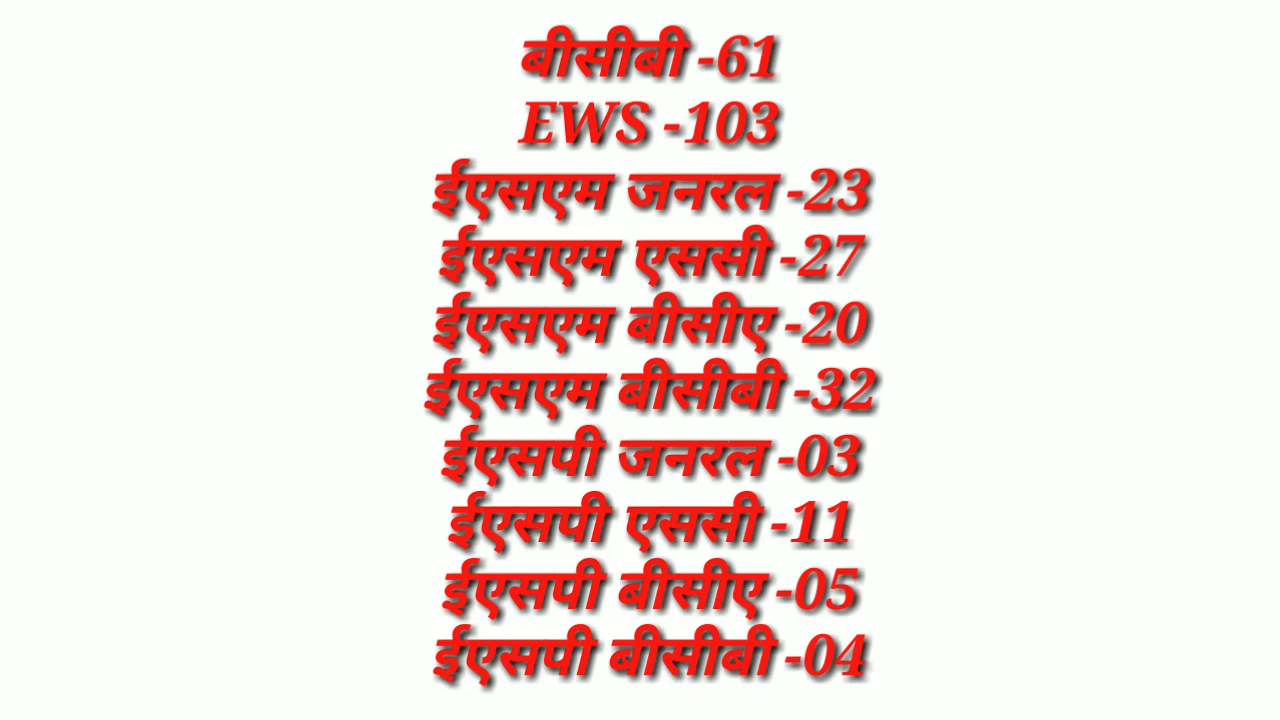 बीसीबी -61
EWS -103
ईएसएम जनरल -23
ईएसएम एससी -27
ईएसएम बीसीए -20
ईएसएम बीसीबी -32
ईएसपी जनरल -03
ईएसपी एससी -11
ईएसपी बीसीए -05
ईएसपी बीसीबी -04